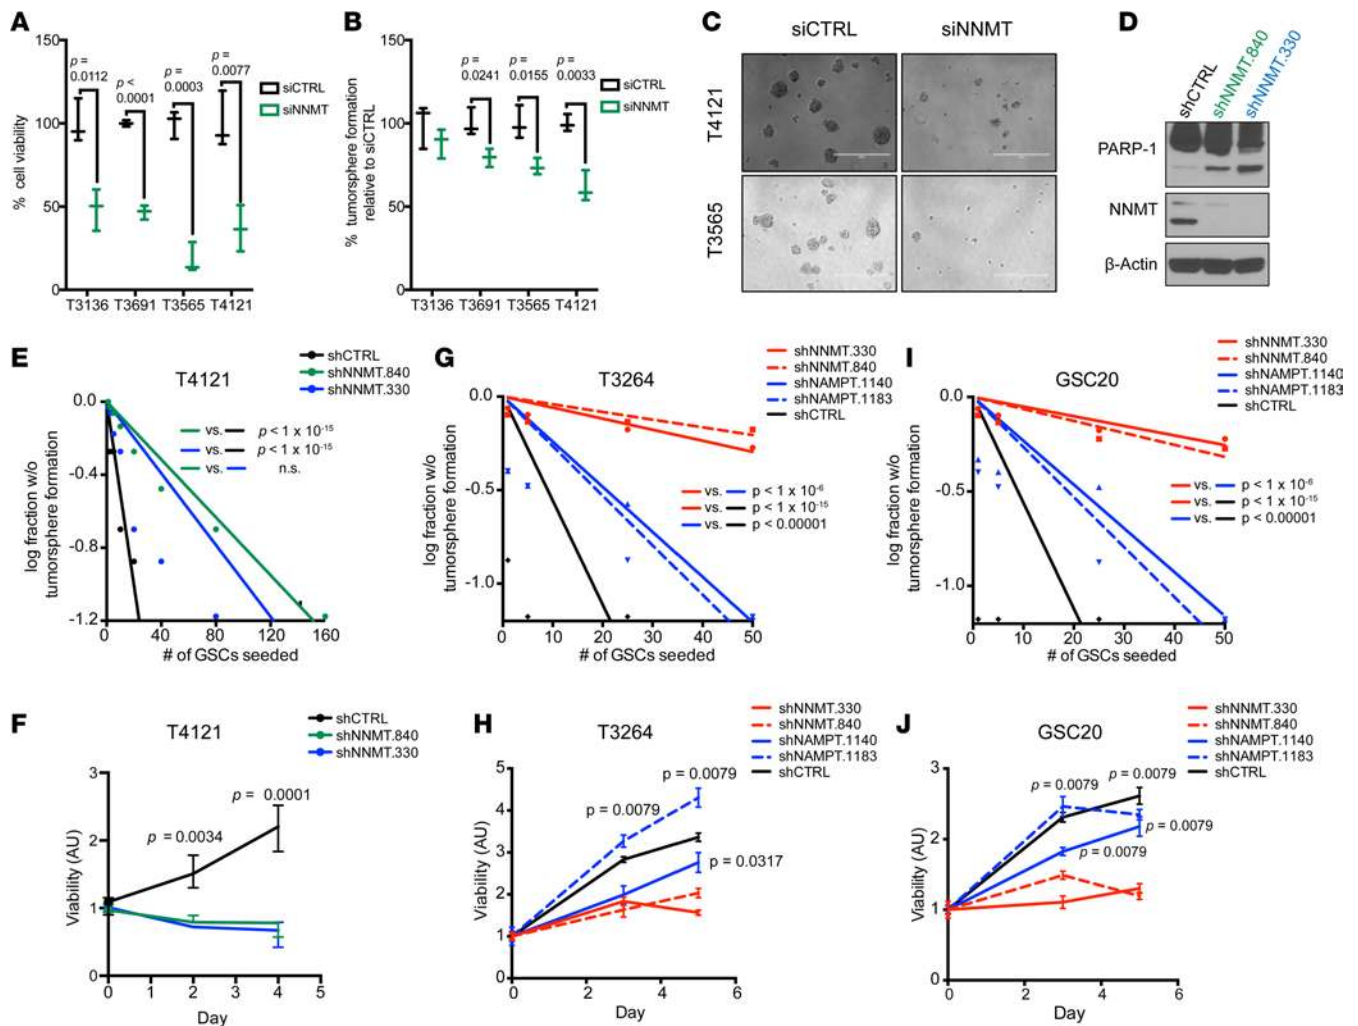 A
150
100
50
0
% cell viability
p = 0.0112
p < 0.0001
p = 0.0003
p = 0.0077
siCTRL
siNNMT
T3136 T3691 T3565 T4121
B
150
100
50
0
% tumorsphere formation
relative to siCTRL
p = 0.0241
p = 0.0155
p = 0.0033
siCTRL
siNNMT
T3136 T3691 T3565 T4121
C
siCTRL siNNMT
T4121
T3565
D
shCTRL
shNNMT.840
shNNMT.330
PARP-1
NNMT
β-Actin
E
T4121
shCTRL
shNNMT.840
shNNMT.330
vs. p < 1 x 10⁻¹⁵
vs. p < 1 x 10⁻¹⁵
vs. n.s.
log fraction w/o
tumorsphere formation
0.0
-0.4
-0.8
-1.2
0 40 80 120 160
# of GSCs seeded
G
T3264
shNNMT.330
shNNMT.840
shNAMPT.1140
shNAMPT.1183
shCTRL
vs. p < 1 x 10⁻⁶
vs. p < 1 x 10⁻¹⁵
vs. p < 0.00001
log fraction w/o
tumorsphere formation
0.0
-0.5
-1.0
0 10 20 30 40 50
# of GSCs seeded
I
GSC20
shNNMT.330
shNNMT.840
shNAMPT.1140
shNAMPT.1183
shCTRL
vs. p < 1 x 10⁻⁶
vs. p < 1 x 10⁻¹⁵
vs. p < 0.00001
log fraction w/o
tumorsphere formation
0.0
-0.5
-1.0
0 10 20 30 40 50
# of GSCs seeded
F
T4121
shCTRL
shNNMT.840
shNNMT.330
p = 0.0001
p = 0.0034
Viability (AU)
3
2
1
0
0 1 2 3 4 5
Day
H
T3264
shNNMT.330
shNNMT.840
shNAMPT.1140
shNAMPT.1183
shCTRL
p = 0.0079
p = 0.0079
p = 0.0317
Viability (AU)
5
4
3
2
1
0
0 2 4 6
Day
J
GSC20
shNNMT.330
shNNMT.840
shNAMPT.1140
shNAMPT.1183
shCTRL
p = 0.0079
p = 0.0079
p = 0.0079
p = 0.0079
Viability (AU)
3
2
1
0
0 2 4 6
Day